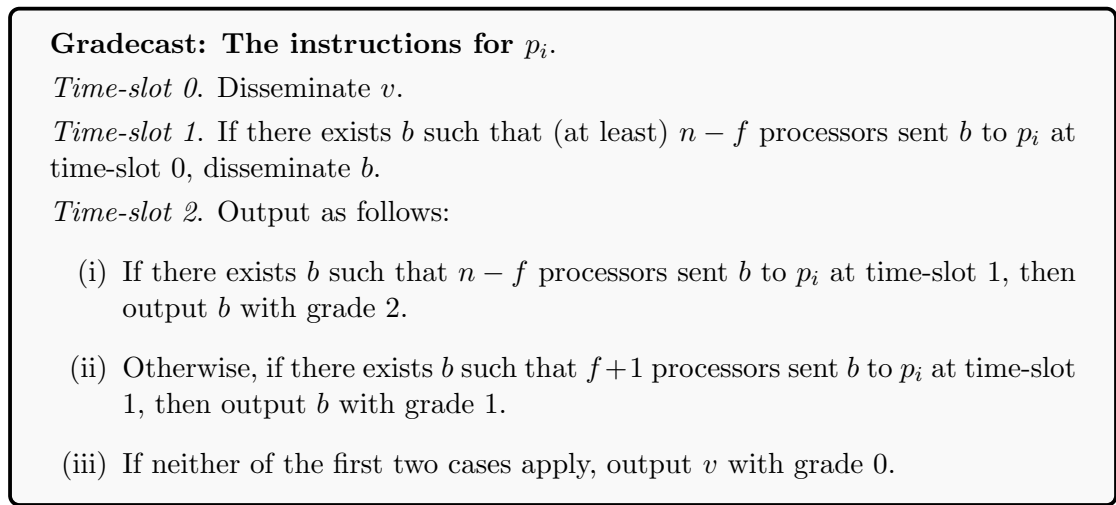 Gradecast: The instructions for pᵢ.
Time-slot 0. Disseminate v.
Time-slot 1. If there exists b such that (at least) n − f processors sent b to pᵢ at
time-slot 0, disseminate b.
Time-slot 2. Output as follows:
(i) If there exists b such that n − f processors sent b to pᵢ at time-slot 1, then
output b with grade 2.
(ii) Otherwise, if there exists b such that f+1 processors sent b to pᵢ at time-slot
1, then output b with grade 1.
(iii) If neither of the first two cases apply, output v with grade 0.